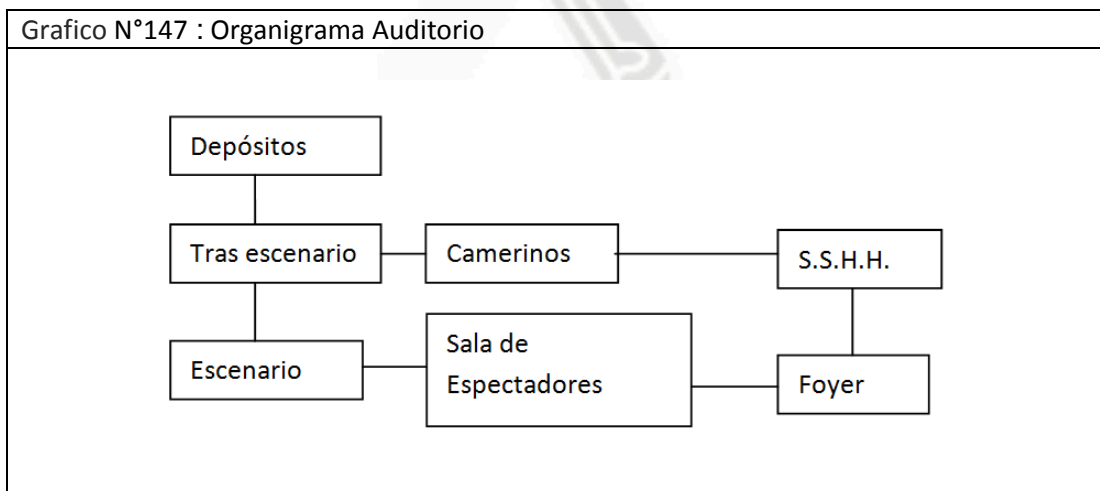 Grafico N°147 : Organigrama Auditorio
Depósitos
Tras escenario
Camerinos
S.S.H.H.
Escenario
Sala de
Espectadores
Foyer